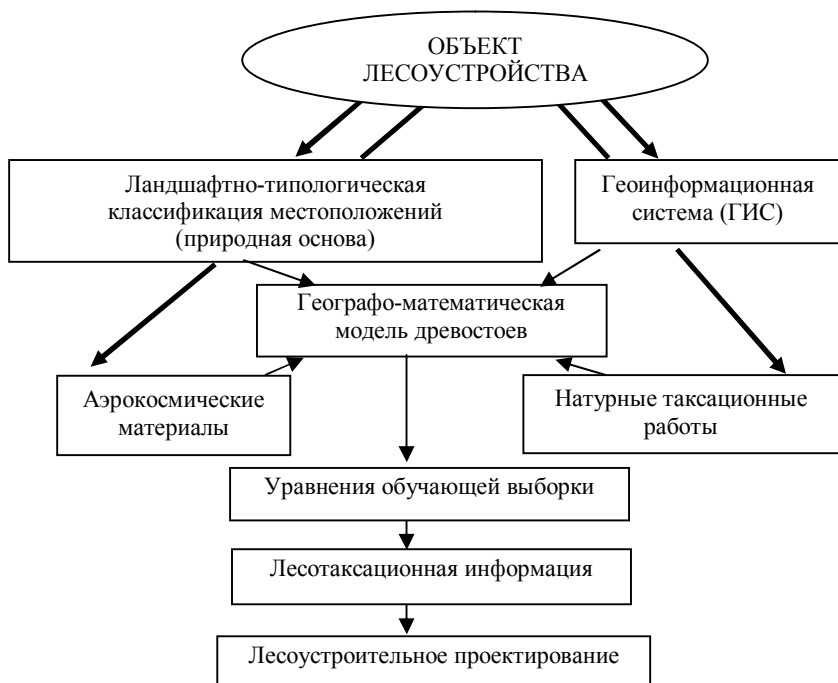 ОБЪЕКТ
ЛЕСОУСТРОЙСТВА
Ландшафтно-типологическая
классификация местоположений
(природная основа)
Геоинформационная
система (ГИС)
Географо-математическая
модель древостоев
Аэрокосмические
материалы
Натурные таксационные
работы
Уравнения обучающей выборки
Лесотаксационная информация
Лесоустроительное проектирование